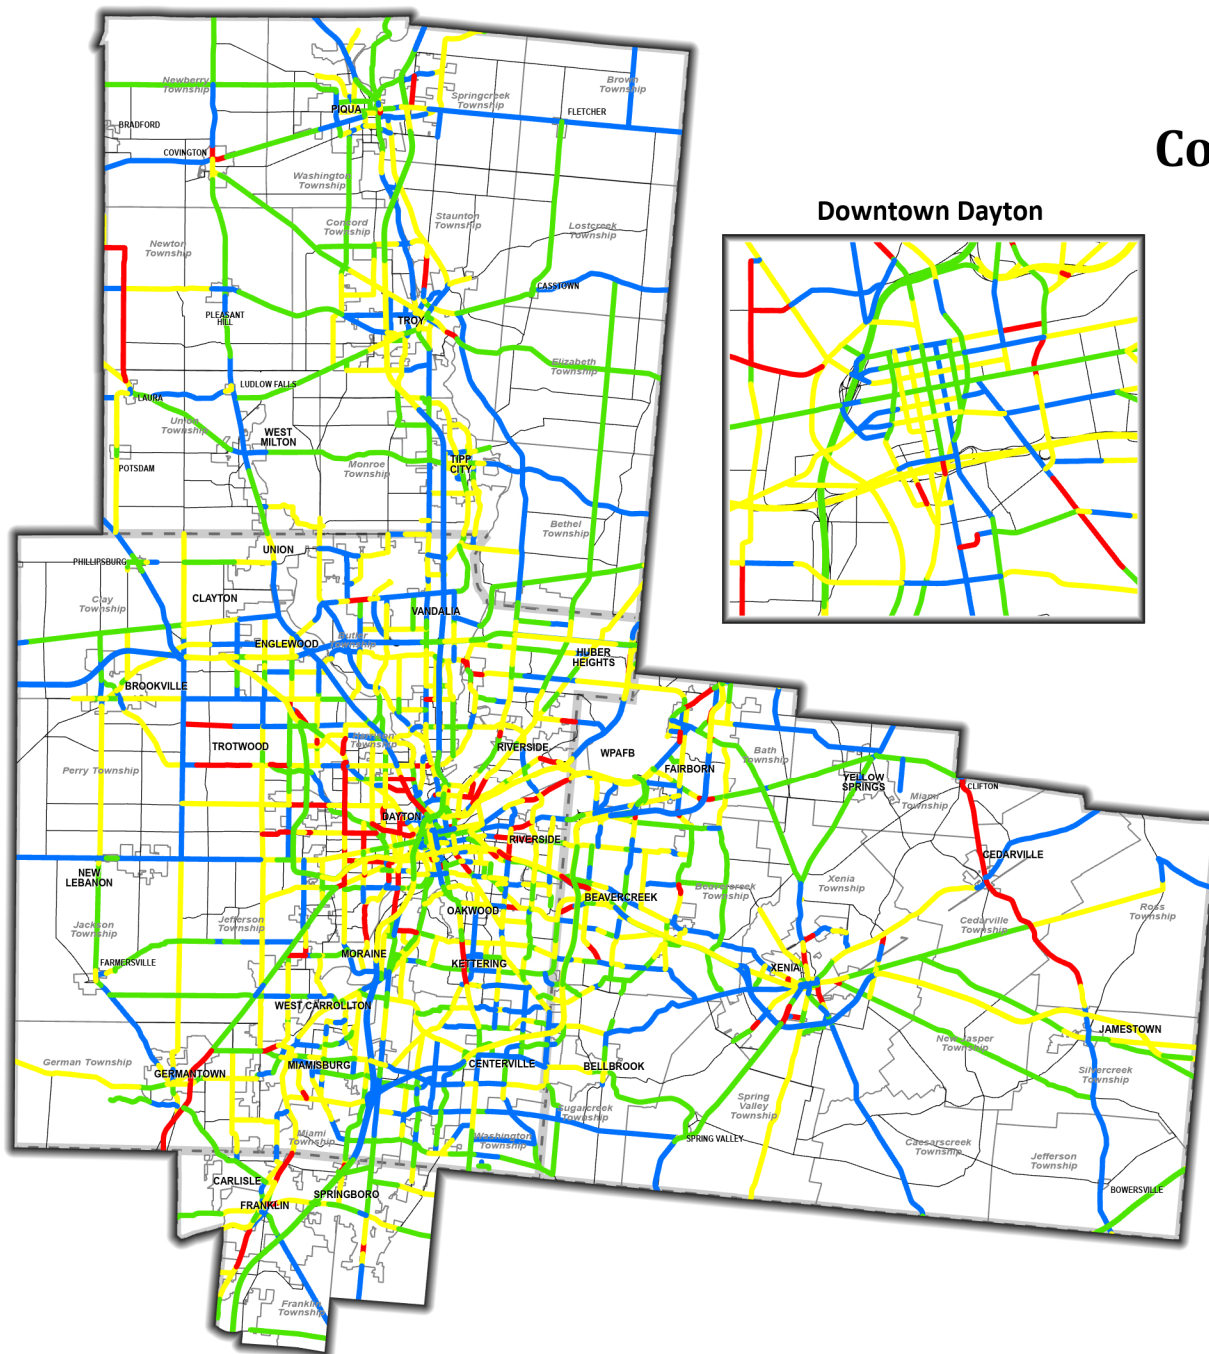 Co
Downtown Dayton
Newberry
Township
BRADFORD
COVINGTON
PIQUA
Springcreek
Township
Brown
Township
FLETCHER
Washington
Township
Concord
Township
Staunton
Township
Lostcreek
Township
Newton
Township
CASSTOWN
PLEASANT
HILL
TROY
Elizabeth
Township
LUDLOW FALLS
LAURA
Union
Township
WEST
MILTON
POTSDAM
Monroe
Township
TIPP
CITY
Bethel
Township
UNION
PHILLIPSBURG
Clay
Township
CLAYTON
VANDALIA
Butler
Township
ENGLEWOOD
HUBER
HEIGHTS
BROOKVILLE
TROTWOOD
Harrison
Township
RIVERSIDE
WPAFB
Perry Township
FAIRBORN
Bath
Township
YELLOW
SPRINGS
Miami
Township
CLIFTON
DAYTON
RIVERSIDE
CEDARVILLE
NEW
LEBANON
BEAVERCREEK
Beavercreek
Township
Xenia
Township
Cedarville
Township
Ross
Township
OAKWOOD
Jackson
Township
Jefferson
Township
FARMERSVILLE
MORAINE
KETTERING
XENIA
WEST CARROLLTON
JAMESTOWN
New Jasper
Township
German Township
GERMANTOWN
MIAMISBURG
CENTERVILLE
BELLBROOK
Silvercreek
Township
Sugarcreek
Township
Spring
Valley
Township
Miami
Township
Washington
Township
SPRING VALLEY
Caesarscreek
Township
Jefferson
Township
BOWERSVILLE
CARLISLE
SPRINGBORO
FRANKLIN
Franklin
Township